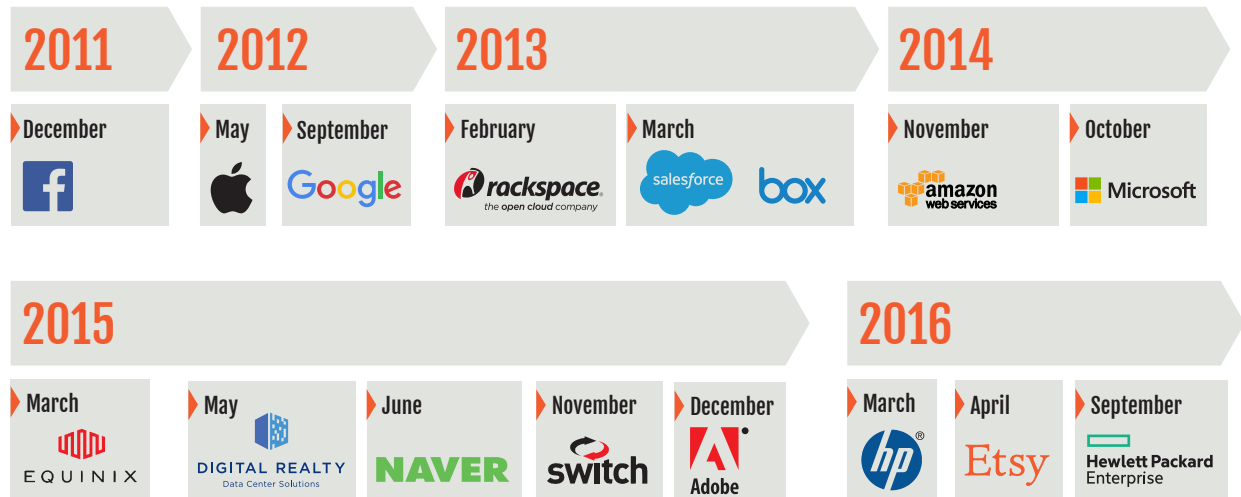 2011
2012
2013
2014
December
May
September
February
March
November
October
f
Google
rackspace.
the open cloud company
salesforce
box
amazon
web services
Microsoft
2015
2016
March
May
June
November
December
March
April
September
EQUINIX
DIGITAL REALTY
Data Center Solutions
NAVER
switch
Adobe
hp®
Etsy
Hewlett Packard
Enterprise